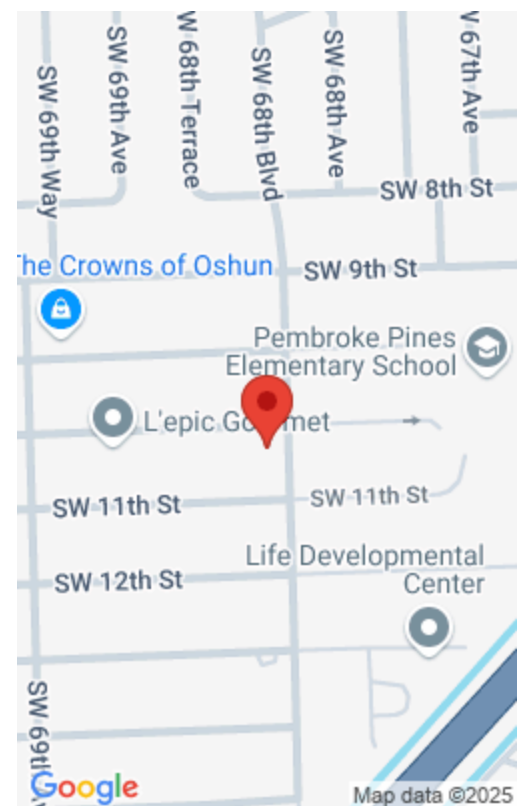 SW 69th Way
SW 69th Ave
W 68th Terrace
SW 68th Blvd
SW 68th Ave
V 67th Ave
SW 8th St
SW 9th St
The Crowns of Oshun
Pembroke Pines
Elementary School
L'epic Go met
SW 11th St
SW 11th St
SW 12th St
Life Developmental
Center
SW 69th
Google
Map data ©2025